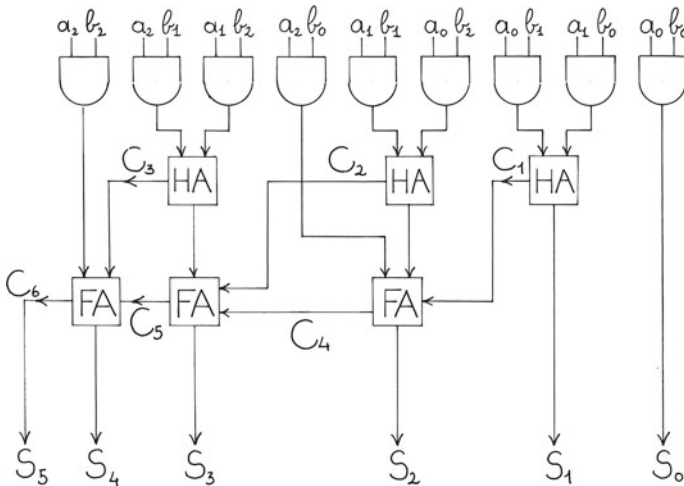 a₂ b₂ a₂ b₁ a₁ b₂ a₂ b₀ a₁ b₁ a₀ b₂ a₀ b₁ a₁ b₀ a₀ b₀
C₃ HA C₂ HA C₁ HA
C₆ FA C₅ FA C₄ FA
S₅ S₄ S₃ S₂ S₁ S₀